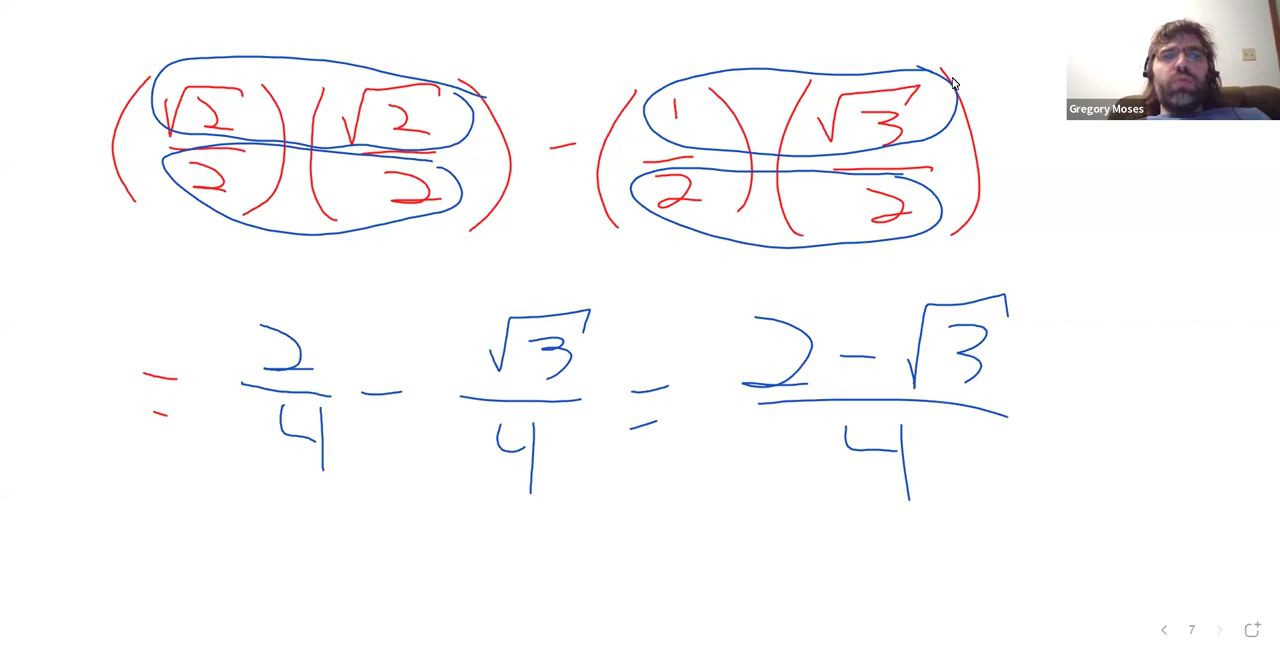 ((√2/2)(√2/2)) - ((1/2)(√3/2))
Gregory Moses
= 2/4 - √3/4 = (2 - √3)/4
7